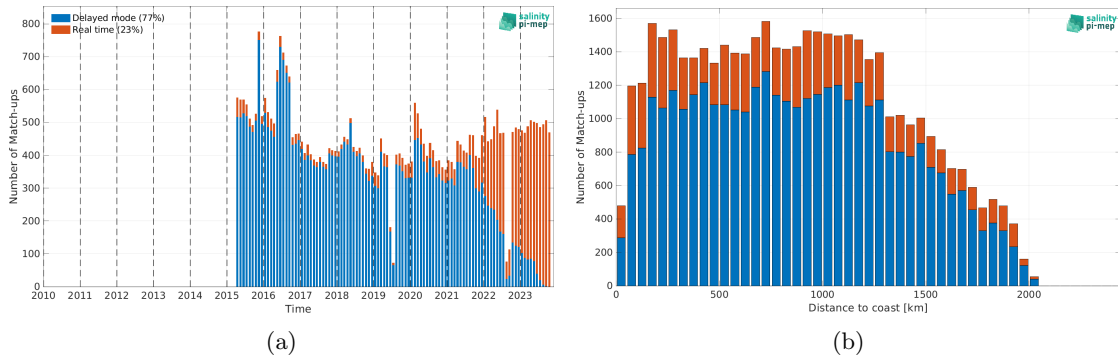 Delayed mode (77%)
Real time (23%)
salinity
pi-mep
800
700
600
500
400
300
200
100
0
Number of Match-ups
2010 2011 2012 2013 2014 2015 2016 2017 2018 2019 2020 2021 2022 2023
Time
(a)
salinity
pi-mep
1600
1400
1200
1000
800
600
400
200
0
Number of Match-ups
0 500 1000 1500 2000
Distance to coast [km]
(b)